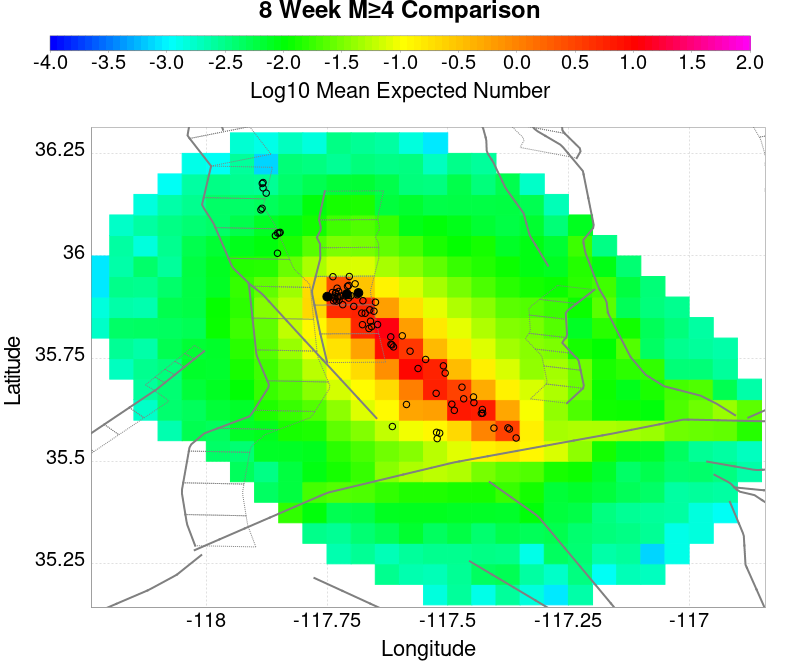 8 Week M≥4 Comparison
-4.0 -3.5 -3.0 -2.5 -2.0 -1.5 -1.0 -0.5 0.0 0.5 1.0 1.5 2.0
Log10 Mean Expected Number
36.25
36
35.75
35.5
35.25
Latitude
-118 -117.75 -117.5 -117.25 -117
Longitude